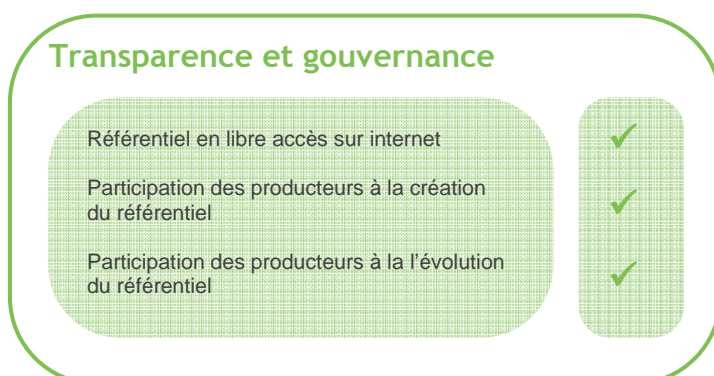 Transparence et gouvernance
Référentiel en libre accès sur internet
Participation des producteurs à la création
du référentiel
Participation des producteurs à la l’évolution
du référentiel